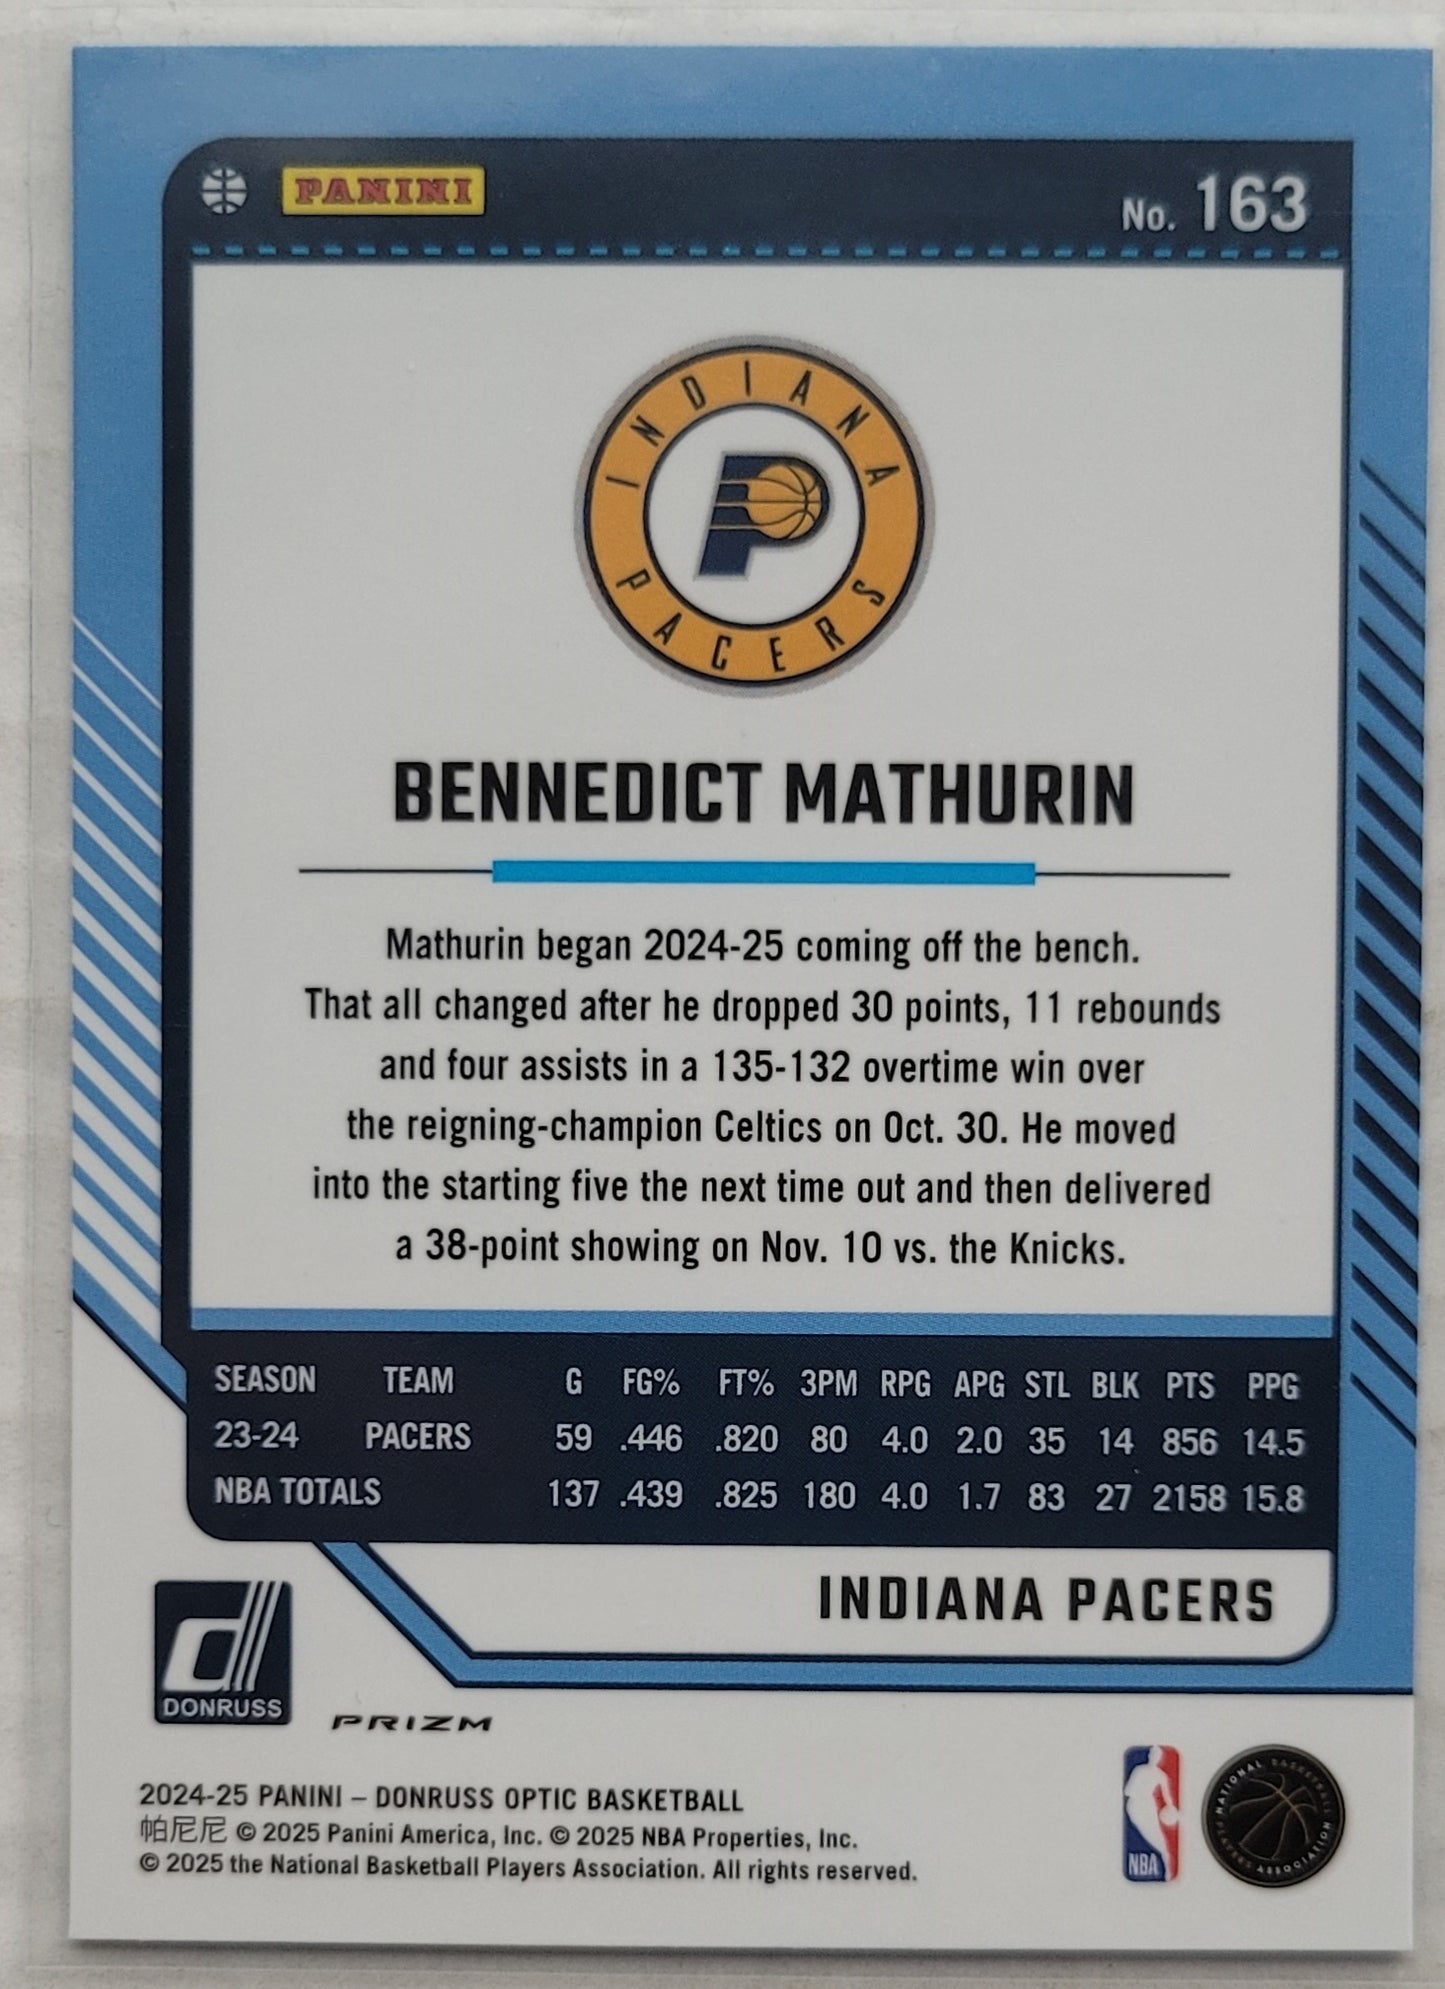 PANINI
No. 163
INDIANA
P
PACERS
BENNEDICT MATHURIN
Mathurin began 2024-25 coming off the bench.
That all changed after he dropped 30 points, 11 rebounds
and four assists in a 135-132 overtime win over
the reigning-champion Celtics on Oct. 30. He moved
into the starting five the next time out and then delivered
a 38-point showing on Nov. 10 vs. the Knicks.
SEASON TEAM G FG% FT% 3PM RPG APG STL BLK PTS PPG
23-24 PACERS 59 .446 .820 80 4.0 2.0 35 14 856 14.5
NBA TOTALS 137 .439 .825 180 4.0 1.7 83 27 2158 15.8
INDIANA PACERS
d
DONRUSS
PRIZM
2024-25 PANINI – DONRUSS OPTIC BASKETBALL
帕尼尼 © 2025 Panini America, Inc. © 2025 NBA Properties, Inc.
© 2025 the National Basketball Players Association. All rights reserved.
NBA
NATIONAL BASKETBALL
PLAYERS ASSOCIATION